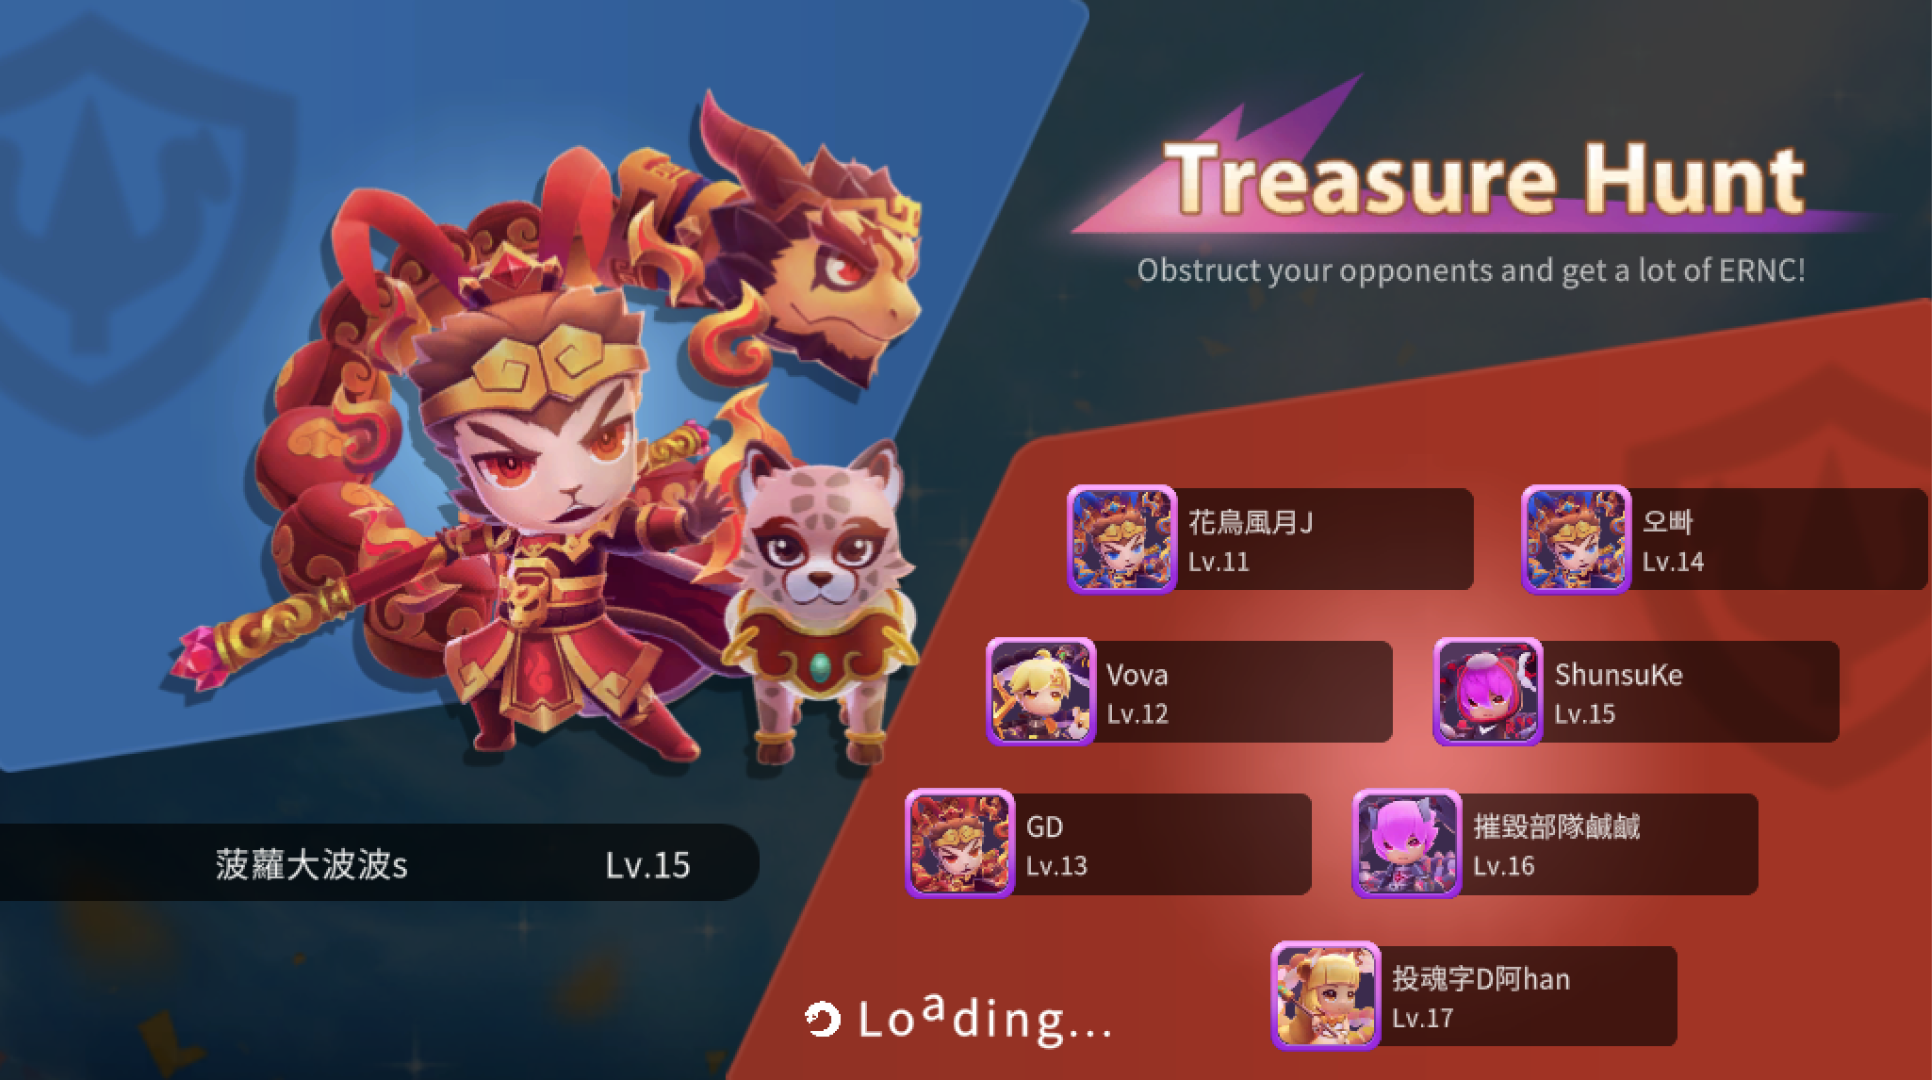 Treasure Hunt
Obstruct your opponents and get a lot of ERNC!
花鳥風月J
Lv.11
오빠
Lv.14
Vova
Lv.12
ShunsuKe
Lv.15
GD
Lv.13
摧毀部隊鹹鹹
Lv.16
菠蘿大波波s Lv.15
投魂字D阿han
Lv.17
Loading...